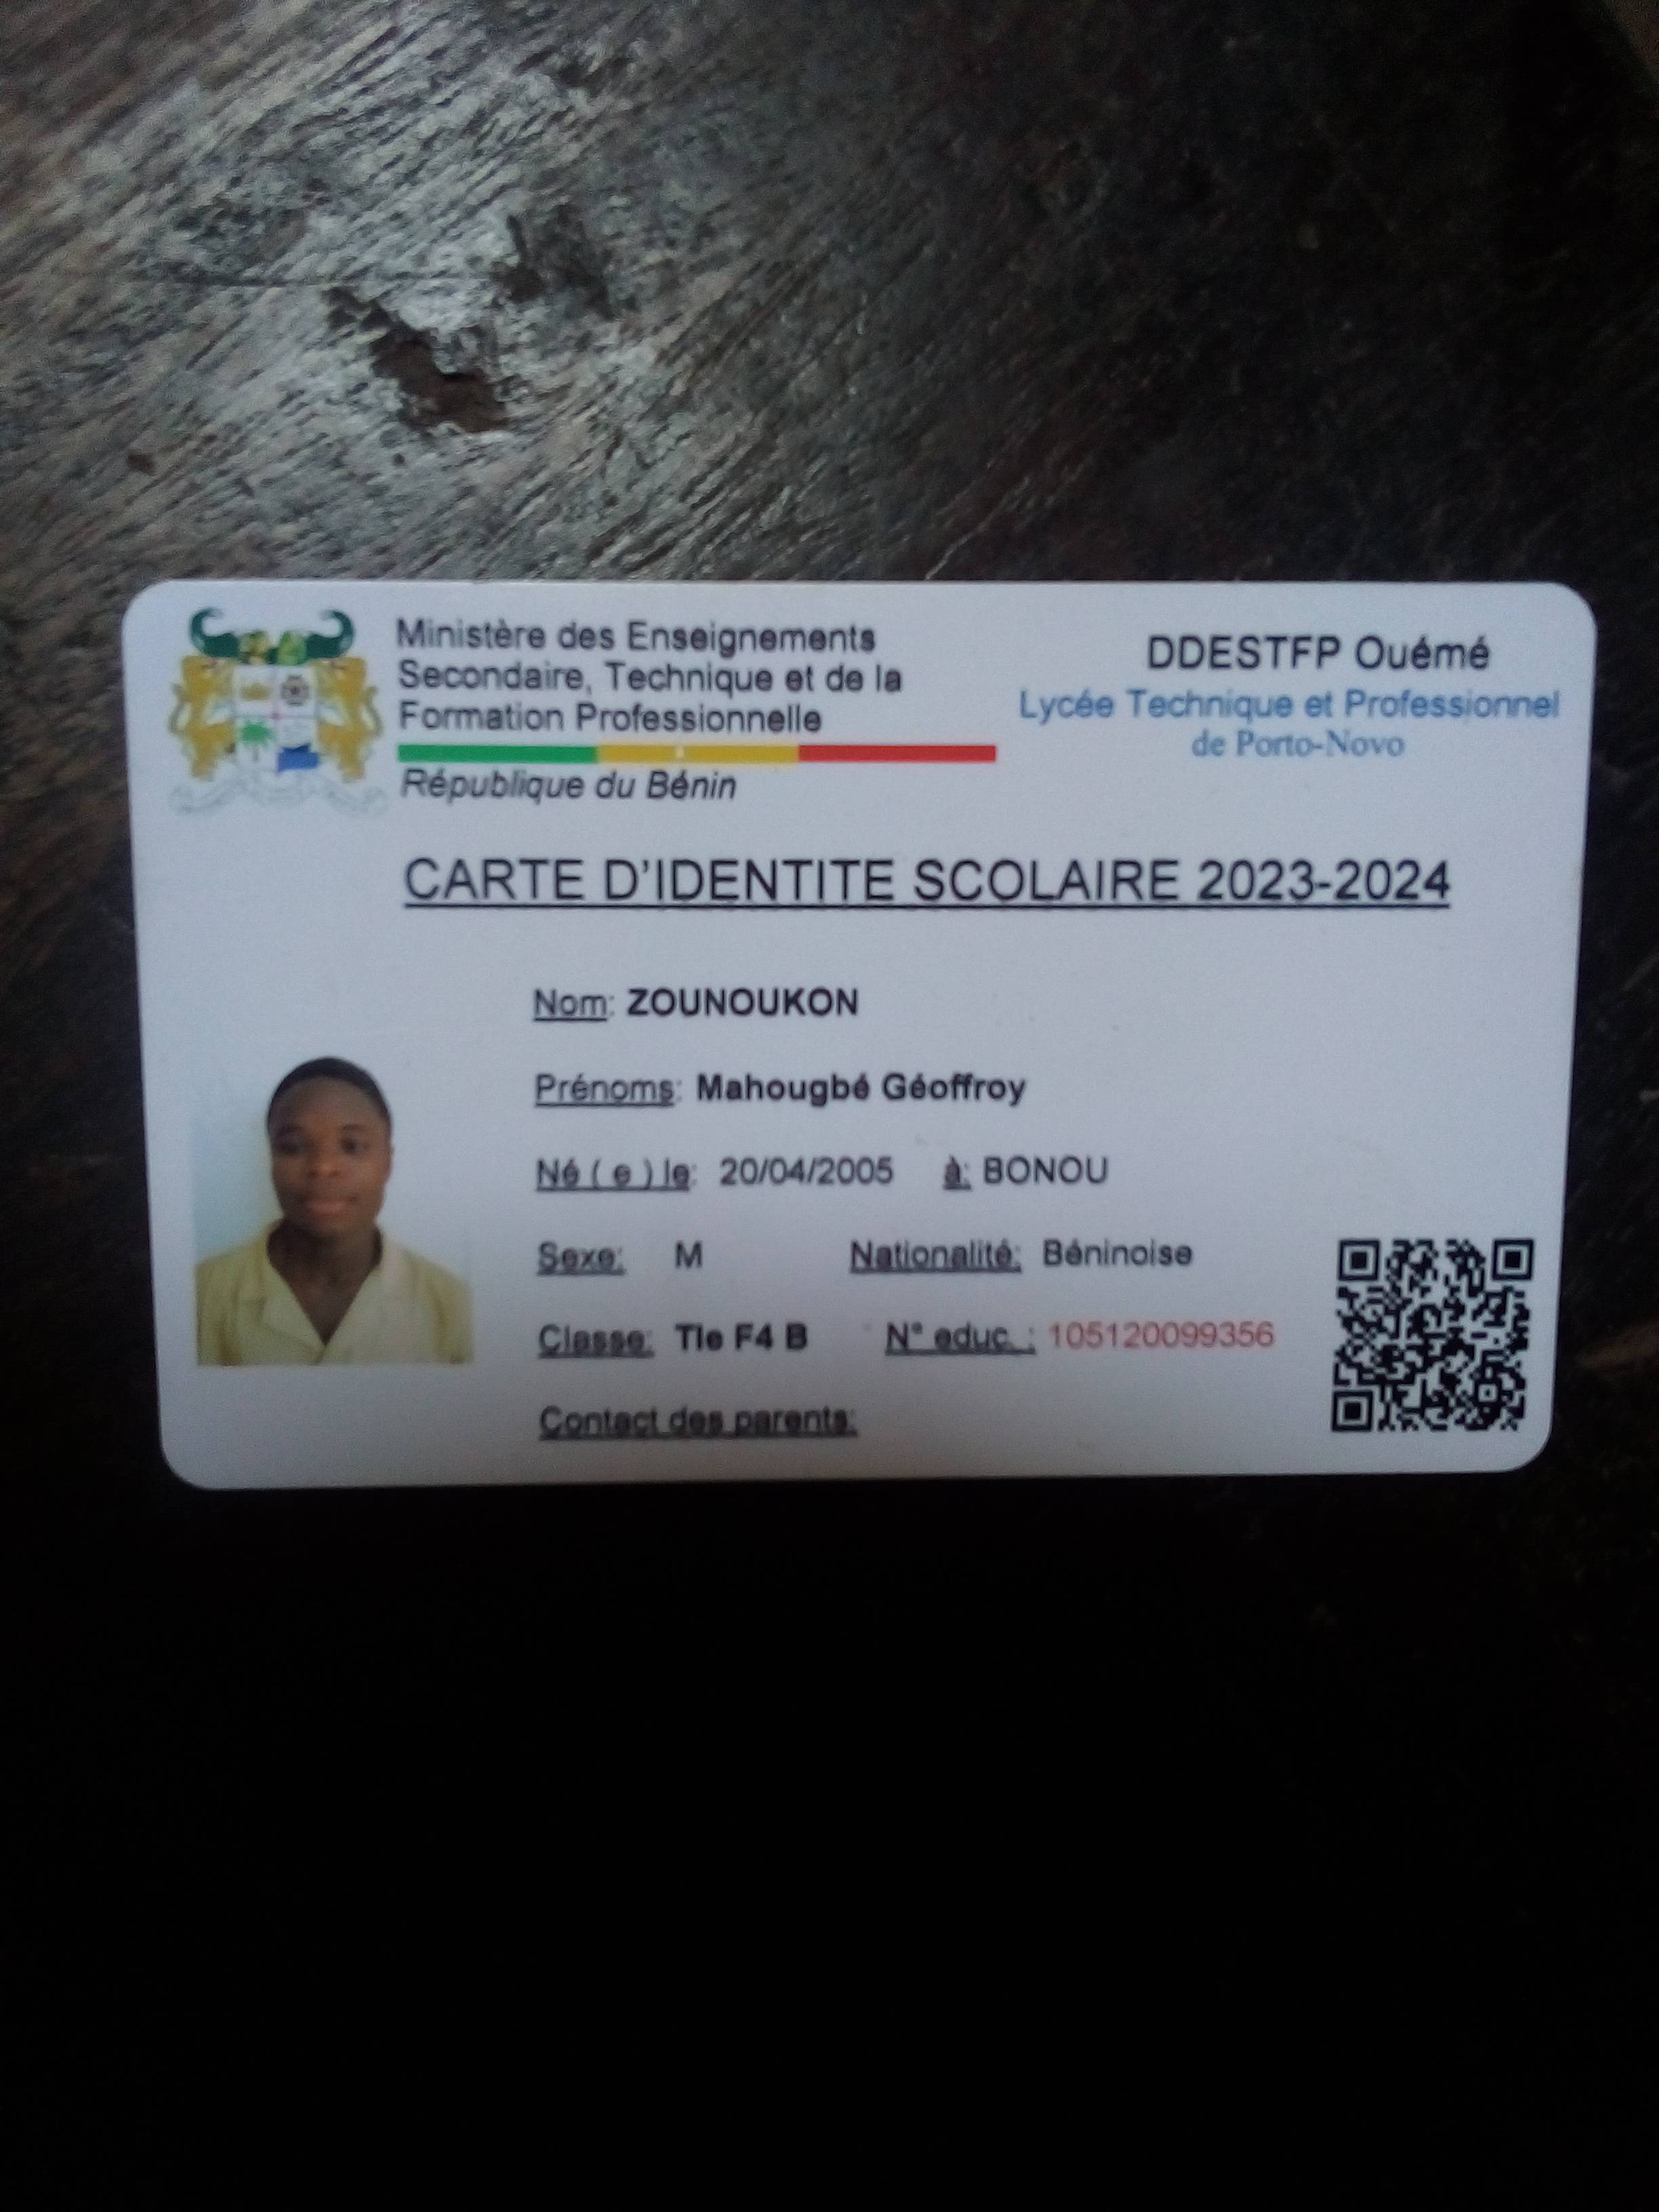 Ministère des Enseignements
Secondaire, Technique et de la
Formation Professionnelle
République du Bénin
DDESTFP Ouémé
Lycée Technique et Professionnel
de Porto-Novo
CARTE D'IDENTITE SCOLAIRE 2023-2024
Nom: ZOUNOUKON
Prénoms: Mahougbé Géoffroy
Né ( e ) le: 20/04/2005 à: BONOU
Sexe: M Nationalité: Béninoise
Classe: Tle F4 B N° educ. : 105120099356
Contact des parents: